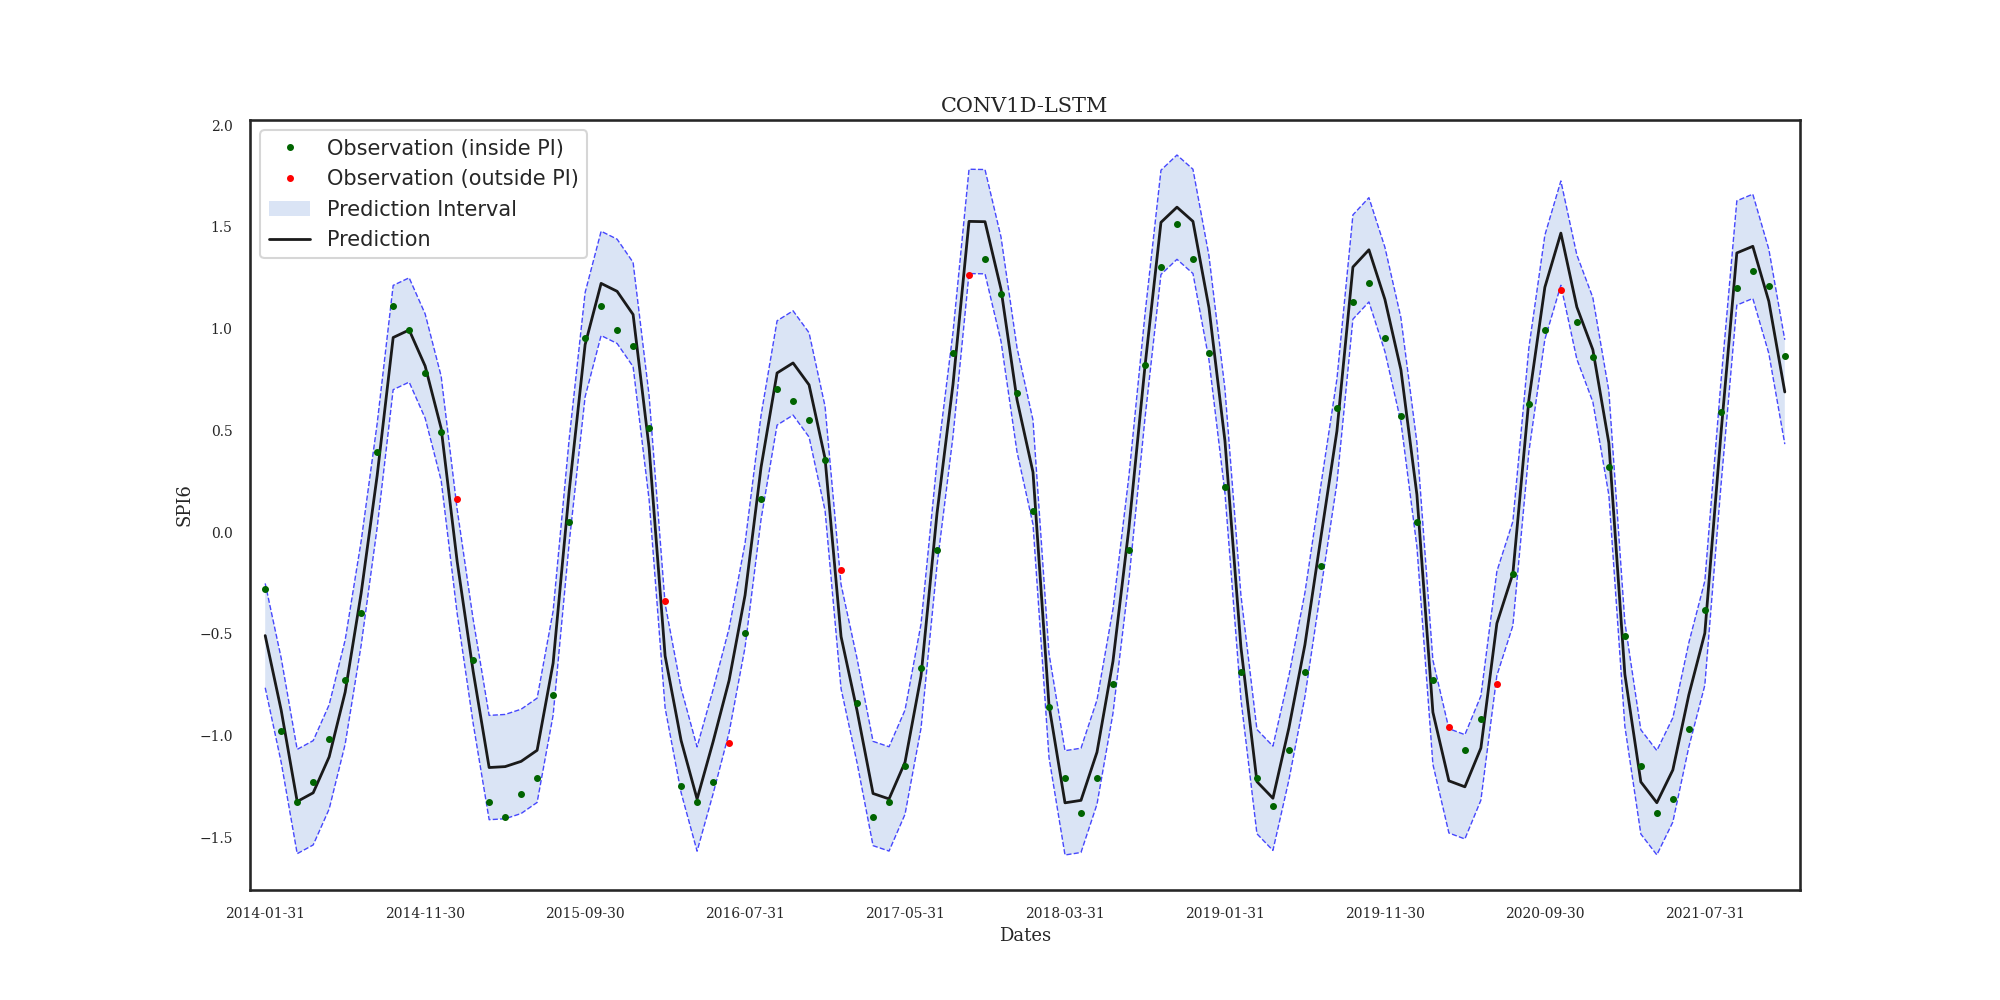 CONV1D-LSTM
2.0
1.5
1.0
0.5
0.0
−0.5
−1.0
−1.5
SPI6
Observation (inside PI)
Observation (outside PI)
Prediction Interval
Prediction
2014-01-31
2014-11-30
2015-09-30
2016-07-31
2017-05-31
2018-03-31
2019-01-31
2019-11-30
2020-09-30
2021-07-31
Dates